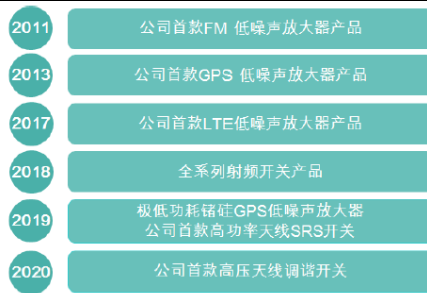 2011
公司首款FM 低噪声放大器产品
2013
公司首款GPS 低噪声放大器产品
2017
公司首款LTE低噪声放大器产品
2018
全系列射频开关产品
2019
极低功耗锗硅GPS低噪声放大器
公司首款高功率天线SRS开关
2020
公司首款高压天线调谐开关